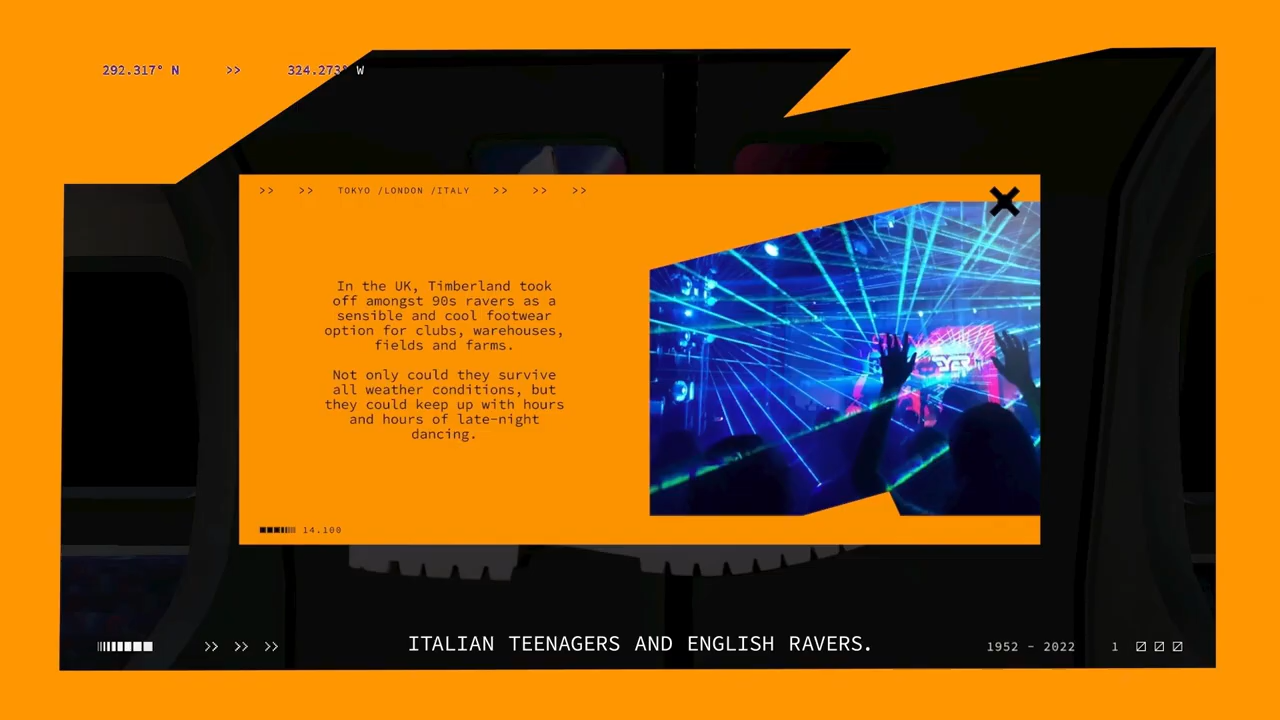 292.317° N >> 324.273° W
>> >> TOKYO /LONDON /ITALY >> >> >>
In the UK, Timberland took
off amongst 90s ravers as a
sensible and cool footwear
option for clubs, warehouses,
fields and farms.
Not only could they survive
all weather conditions, but
they could keep up with hours
and hours of late-night
dancing.
14.100
>> >> >> ITALIAN TEENAGERS AND ENGLISH RAVERS. 1952 - 2022 1